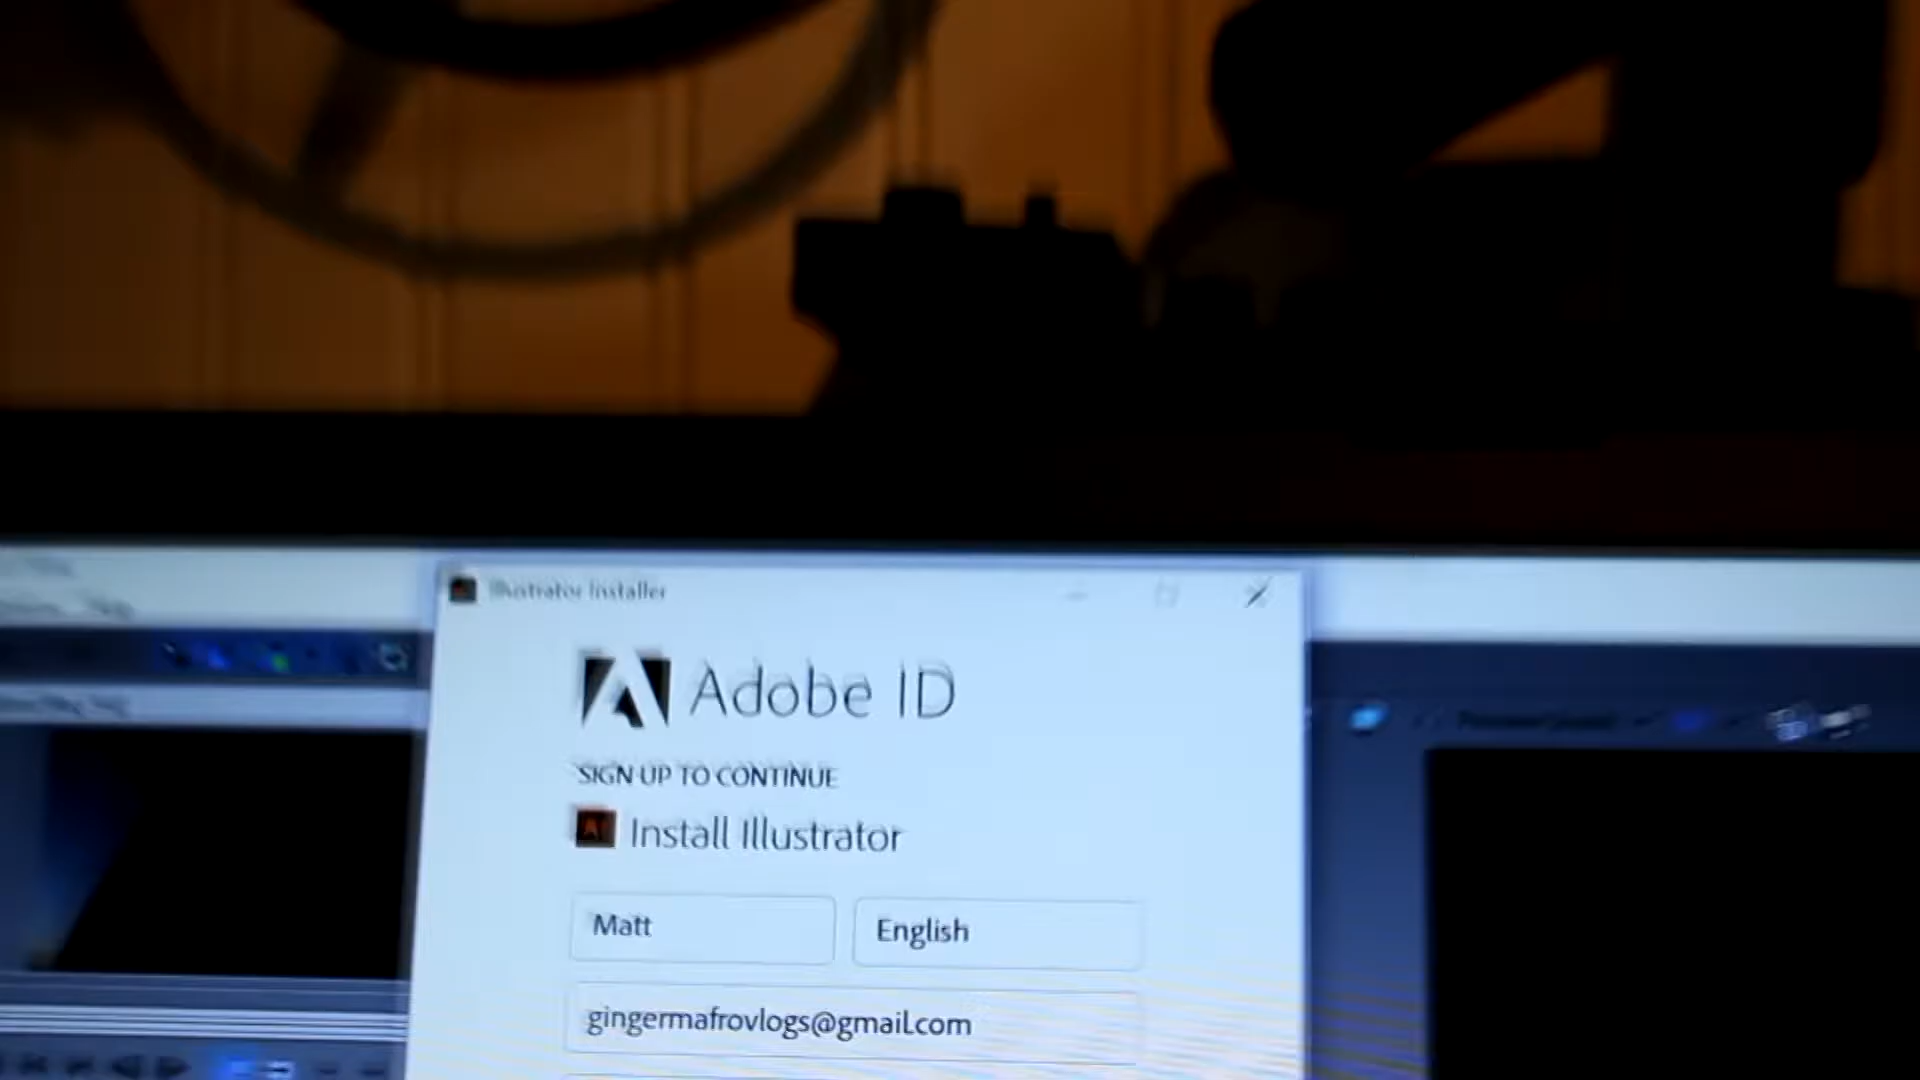 Illustrator Installer
Adobe ID
SIGN UP TO CONTINUE
Install Illustrator
Matt
English
gingermafrovlogs@gmail.com